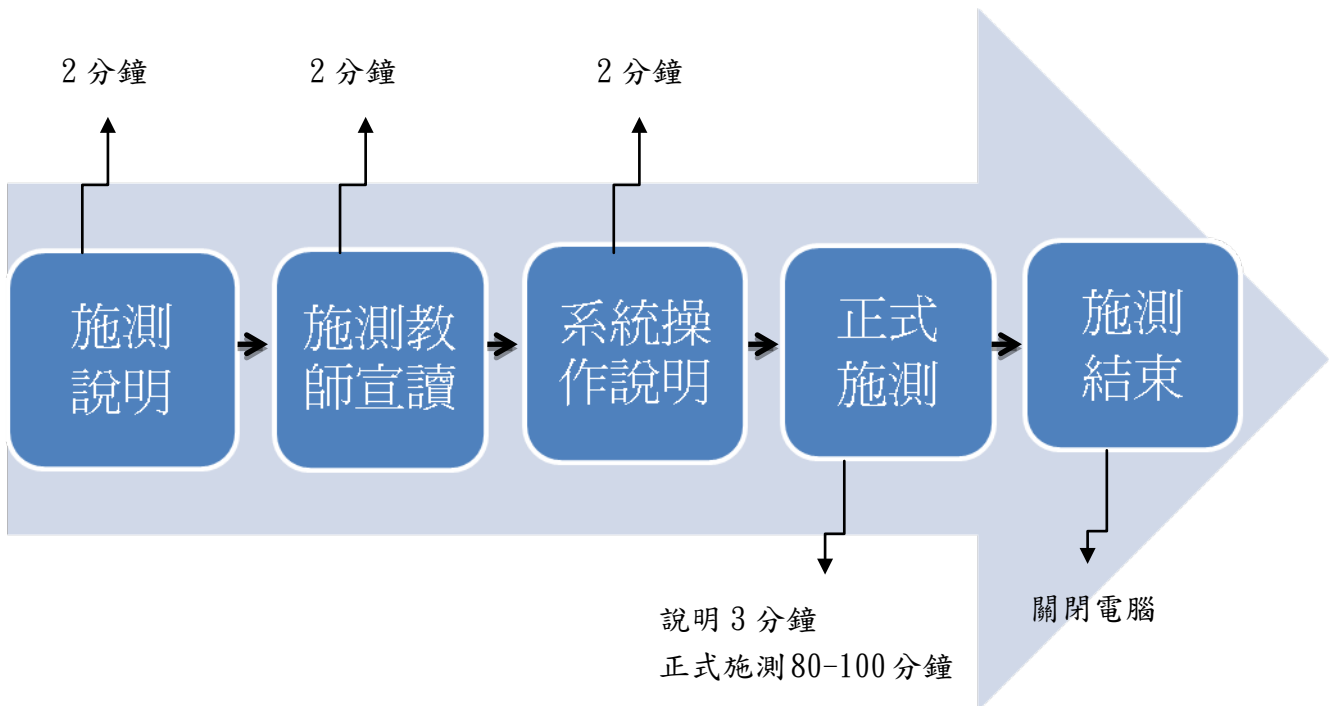 2 分鐘
2 分鐘
2 分鐘
施測
說明
施測教
師宣讀
系統操
作說明
正式
施測
施測
結束
說明 3 分鐘
正式施測 80-100 分鐘
關閉電腦